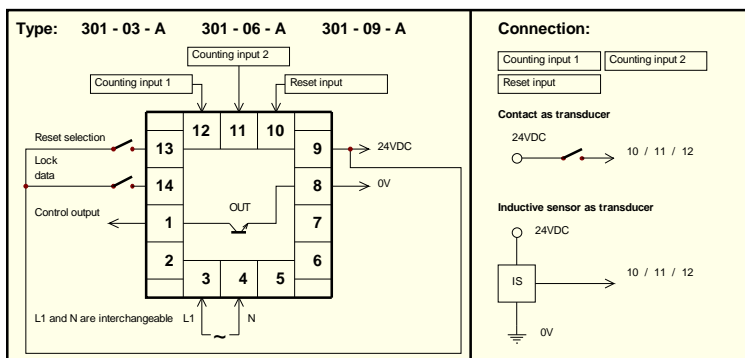 Type: 301 - 03 - A 301 - 06 - A 301 - 09 - A
Counting input 2
Counting input 1
Reset input
12 11 10
Reset selection
13
9
24VDC
Lock
data
14
8
0V
Control output
1
OUT
7
2
6
3 4 5
L1 and N are interchangeable L1 N
~
Connection:
Counting input 1 Counting input 2
Reset input
Contact as transducer
24VDC
10 / 11 / 12
Inductive sensor as transducer
24VDC
IS
10 / 11 / 12
0V